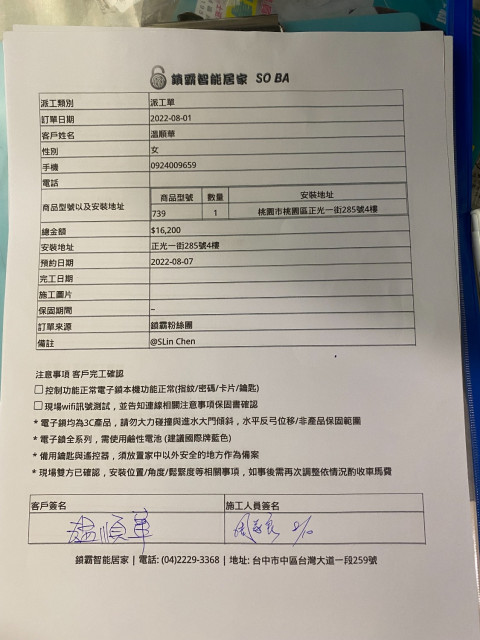 鎖霸智能居家 SO BA
派工類別 派工單
訂單日期 2022-08-01
客戶姓名 溫順華
性別 女
手機 0924009659
電話
商品型號以及安裝地址
商品型號 數量 安裝地址
739 1 桃園市桃園區正光一街285號4樓
總金額 $16,200
安裝地址 正光一街285號4樓
預約日期 2022-08-07
完工日期
施工圖片
保固期間 –
訂單來源 鎖霸粉絲團
備註 @SLin Chen
注意事項 客戶完工確認
☐ 控制功能正常電子鎖本機功能正常(指紋/密碼/卡片/鑰匙)
☐ 現場wifi訊號測試，並告知連線相關注意事項保固書確認
* 電子鎖均為3C產品，請勿大力碰撞與進水大門傾斜，水平反弓位移/非產品保固範圍
* 電子鎖全系列，需使用鹼性電池 (建議國際牌藍色)
* 備用鑰匙與遙控器，須放置家中以外安全的地方作為備案
* 現場雙方已確認，安裝位置/角度/鬆緊度等相關事項，如事後需再次調整依情況酌收車馬費
客戶簽名 施工人員簽名
溫順華
鎖霸智能居家 | 電話: (04)2229-3368 | 地址: 台中市中區台灣大道一段259號